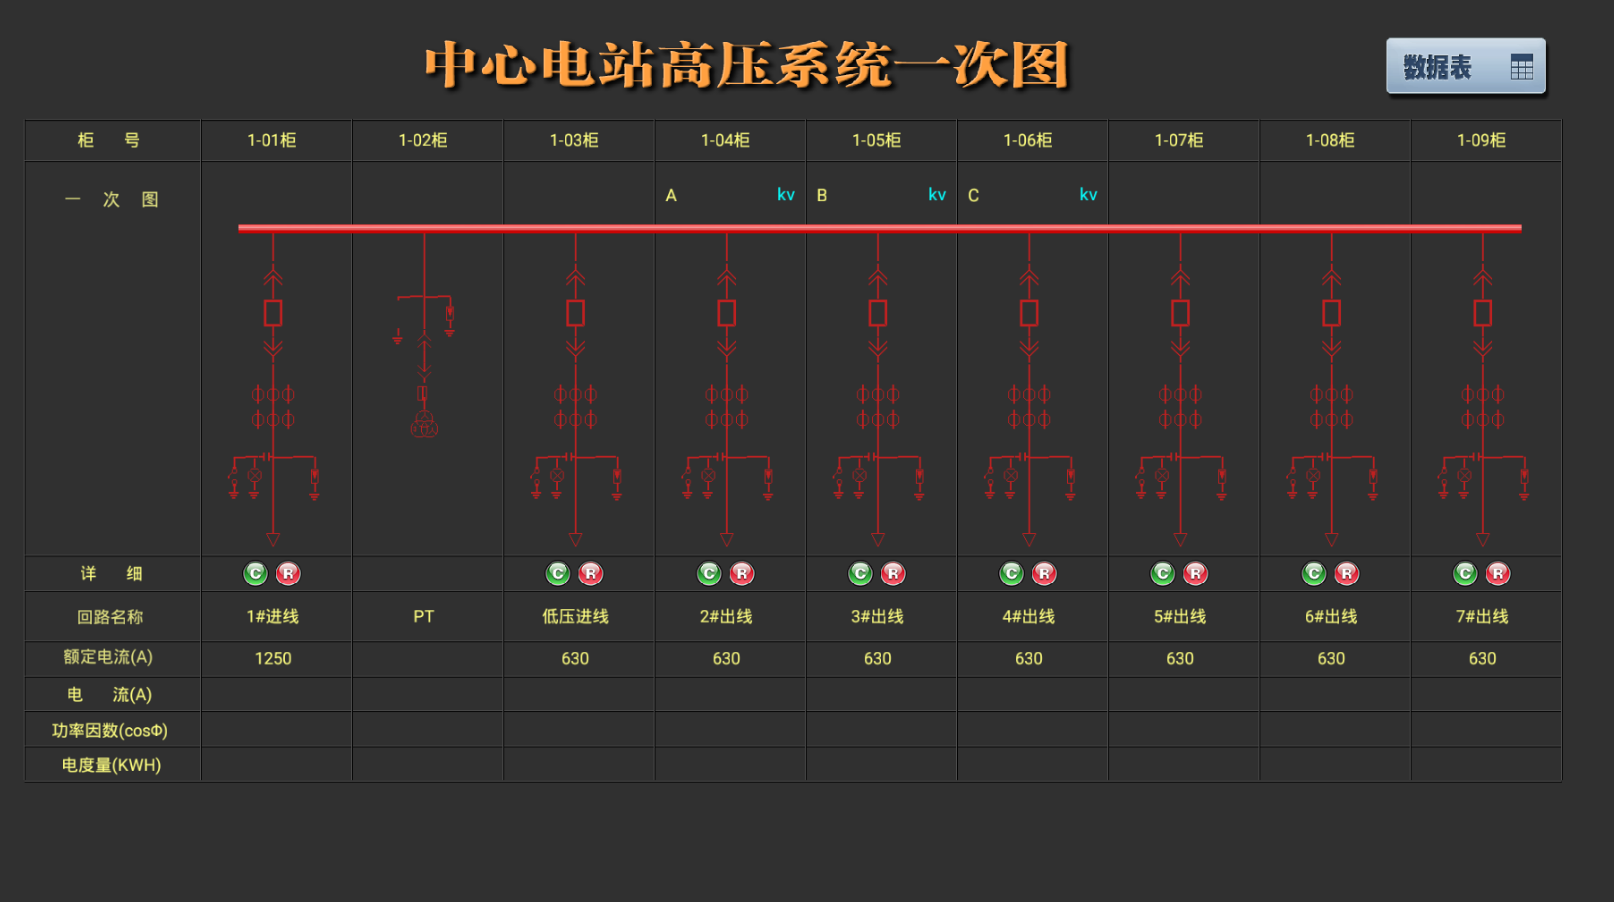 中心电站高压系统一次图
数据表
柜 号 1-01柜 1-02柜 1-03柜 1-04柜 1-05柜 1-06柜 1-07柜 1-08柜 1-09柜
一 次 图 A kv B kv C kv
详 细 C R C R C R C R C R C R C R C R
回路名称 1#进线 PT 低压进线 2#出线 3#出线 4#出线 5#出线 6#出线 7#出线
额定电流(A) 1250 630 630 630 630 630 630 630
电 流(A)
功率因数(cosΦ)
电度量(KWH)